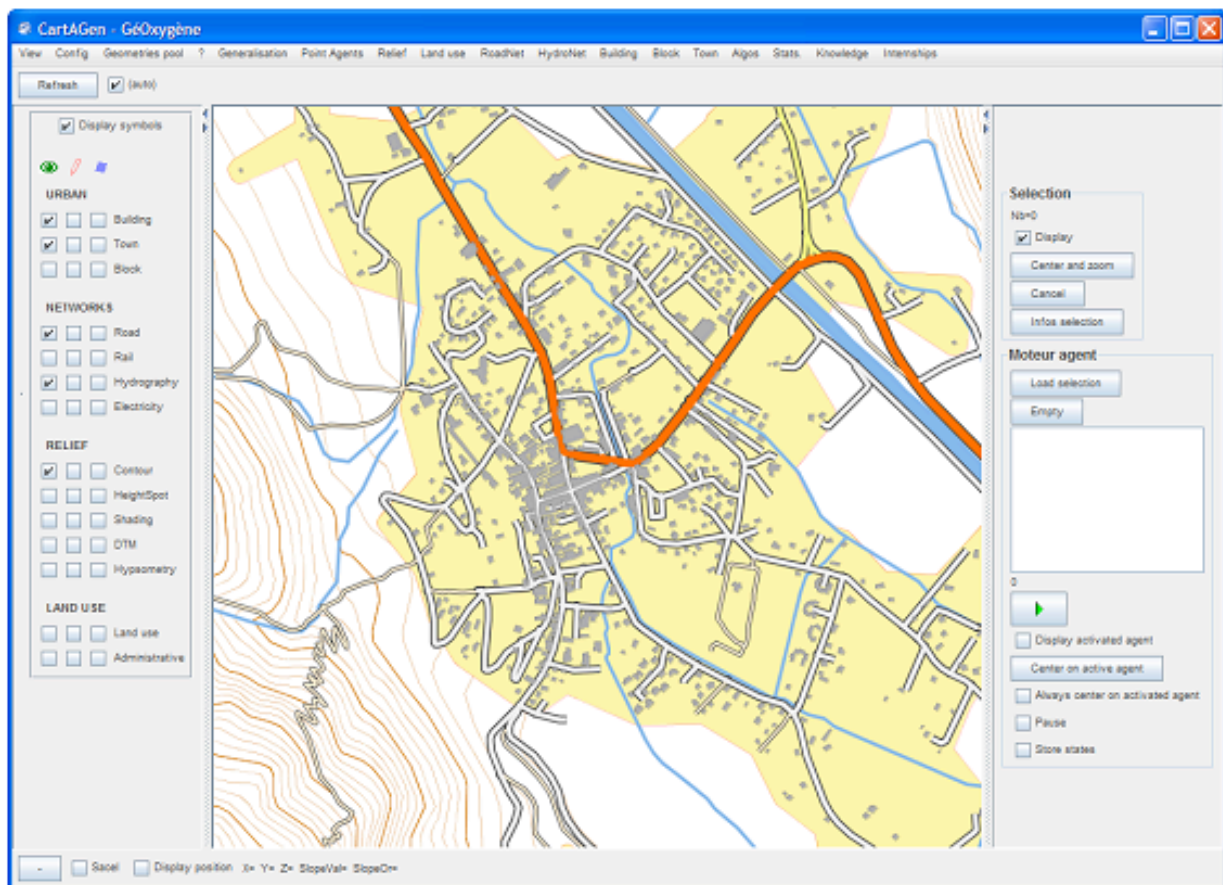 CartAGen - GéOxygène
View Config Geometries pool ? Generalisation Point Agents Relief Land use RoadNet HydroNet Building Block Town Algos Stats. Knowledge Internships
Refresh (auto)
Display symbols
URBAN
Building
Town
Block
NETWORKS
Road
Rail
Hydrography
Electricity
RELIEF
Contour
HeightSpot
Shading
DTM
Hypsometry
LAND USE
Land use
Administrative
Selection
Nb=0
Display
Center and zoom
Cancel
Infos selection
Moteur agent
Load selection
Empty
0
Display activated agent
Center on active agent
Always center on activated agent
Pause
Store states
- Sacel Display position X= Y= Z= SlopeVal= SlopeOr=